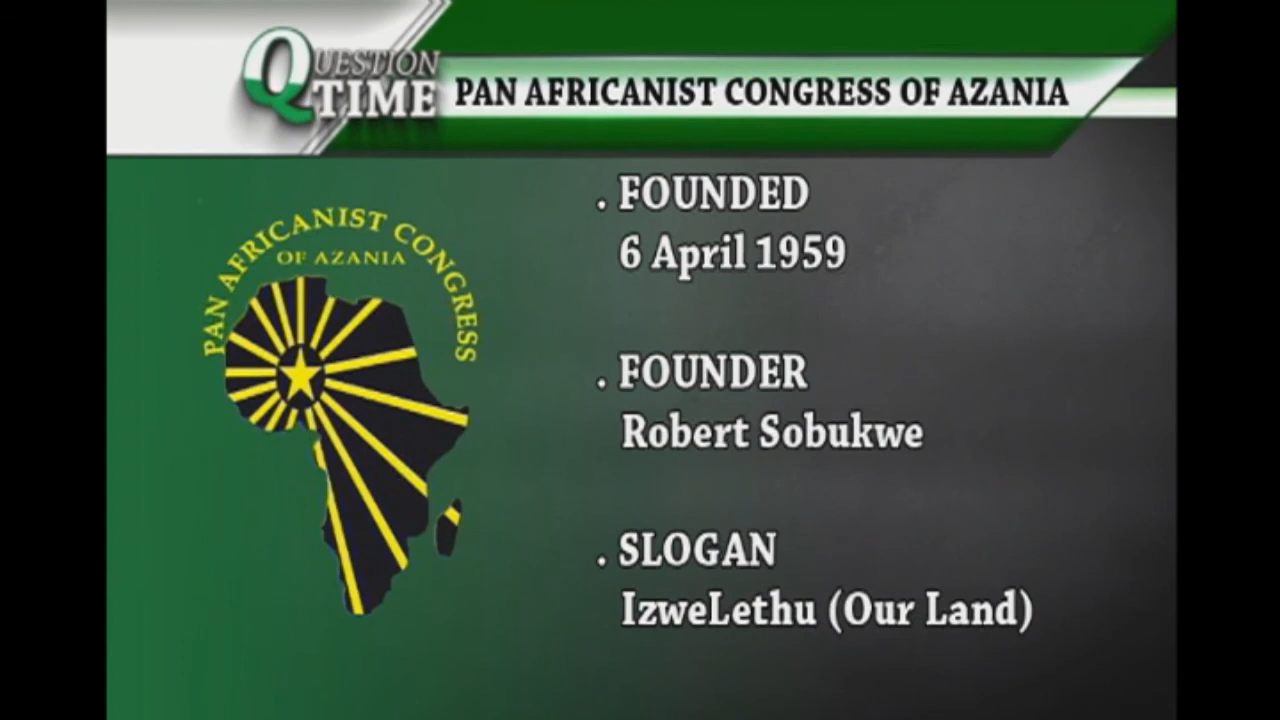 QUESTION
TIME
PAN AFRICANIST CONGRESS OF AZANIA
PAN AFRICANIST CONGRESS
OF AZANIA
. FOUNDED
6 April 1959
. FOUNDER
Robert Sobukwe
. SLOGAN
IzweLethu (Our Land)